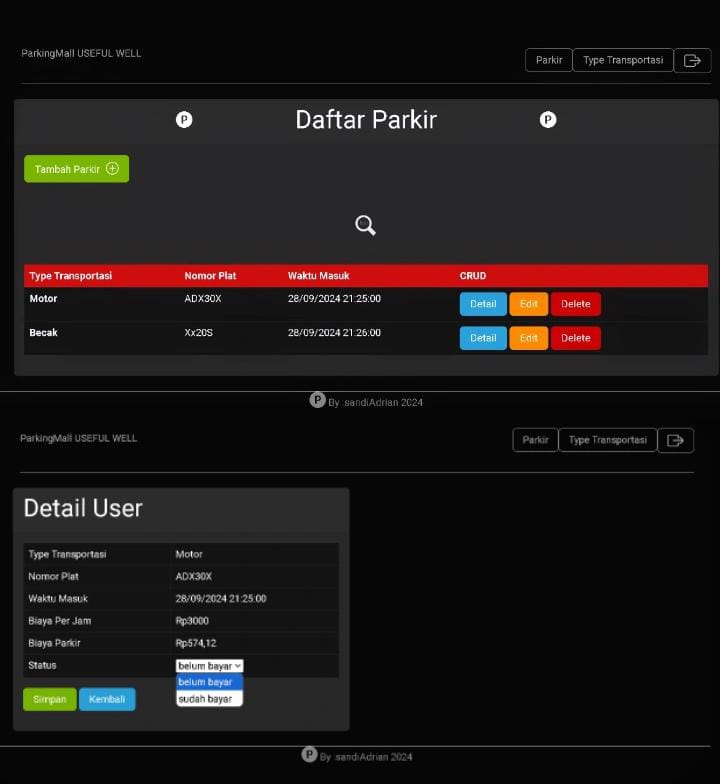 ParkingMall USEFUL WELL
Parkir Type Transportasi
P Daftar Parkir P
Tambah Parkir
Type Transportasi Nomor Plat Waktu Masuk CRUD
Motor ADX30X 28/09/2024 21:25:00 Detail Edit Delete
Becak Xx20S 28/09/2024 21:26:00 Detail Edit Delete
P By :sandiAdrian 2024
ParkingMall USEFUL WELL
Parkir Type Transportasi
Detail User
Type Transportasi Motor
Nomor Plat ADX30X
Waktu Masuk 28/09/2024 21:25:00
Biaya Per Jam Rp3000
Biaya Parkir Rp574,12
Status belum bayar
belum bayar
sudah bayar
Simpan Kembali
P By :sandiAdrian 2024